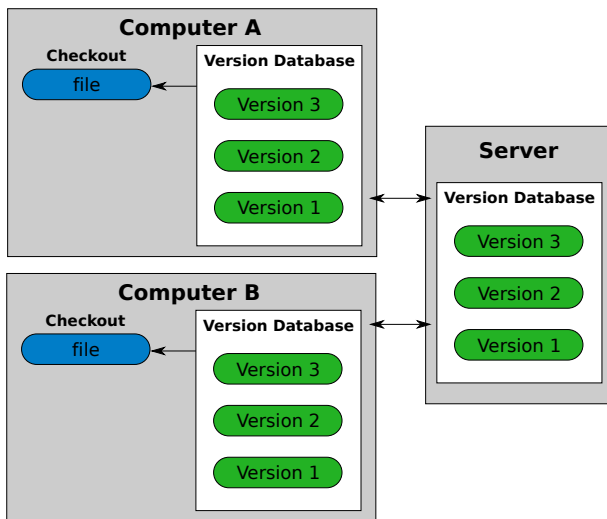 Computer A
Checkout
file
Version Database
Version 3
Version 2
Version 1
Server
Version Database
Version 3
Version 2
Version 1
Computer B
Checkout
file
Version Database
Version 3
Version 2
Version 1